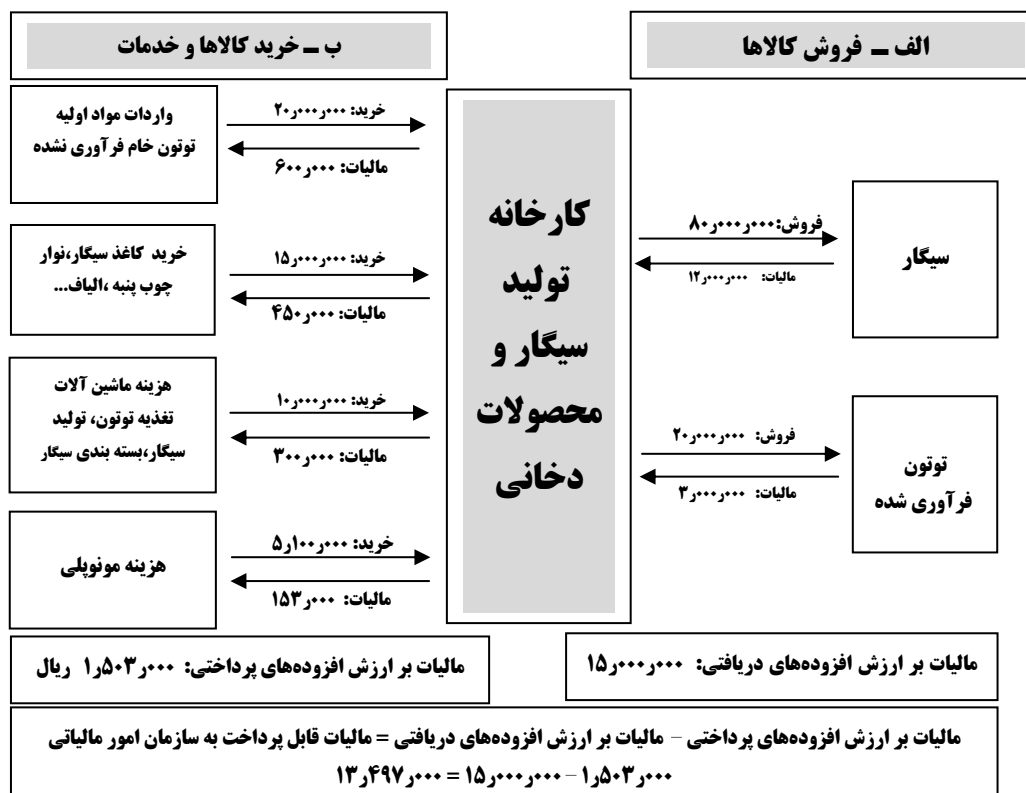 الف ــ فروش کالاها
ب ــ خرید کالاها و خدمات
سیگار
فروش: ۸۰٫۰۰۰٫۰۰۰
مالیات: ۱۲٫۰۰۰٫۰۰۰
توتون
فرآوری شده
فروش: ۲۰٫۰۰۰٫۰۰۰
مالیات: ۳٫۰۰۰٫۰۰۰
کارخانه
تولید
سیگار و
محصولات
دخانی
خرید: ۲۰٫۰۰۰٫۰۰۰
مالیات: ۶۰۰٫۰۰۰
واردات مواد اولیه
توتون خام فرآوری نشده
خرید: ۱۵٫۰۰۰٫۰۰۰
مالیات: ۴۵۰٫۰۰۰
خرید کاغذ سیگار،نوار
چوب پنبه ،الیاف...
خرید: ۱۰٫۰۰۰٫۰۰۰
مالیات: ۳۰۰٫۰۰۰
هزینه ماشین آلات
تغذیه توتون، تولید
سیگار،بسته بندی سیگار
خرید: ۵٫۱۰۰٫۰۰۰
مالیات: ۱۵۳٫۰۰۰
هزینه مونوپلی
مالیات بر ارزش افزوده‌های دریافتی: ۱۵٫۰۰۰٫۰۰۰
مالیات بر ارزش افزوده‌های پرداختی: ۱٫۵۰۳٫۰۰۰ ریال
مالیات بر ارزش افزوده‌های پرداختی – مالیات بر ارزش افزوده‌های دریافتی = مالیات قابل پرداخت به سازمان امور مالیاتی
۱٫۵۰۳٫۰۰۰ – ۱۵٫۰۰۰٫۰۰۰ = ۱۳٫۴۹۷٫۰۰۰